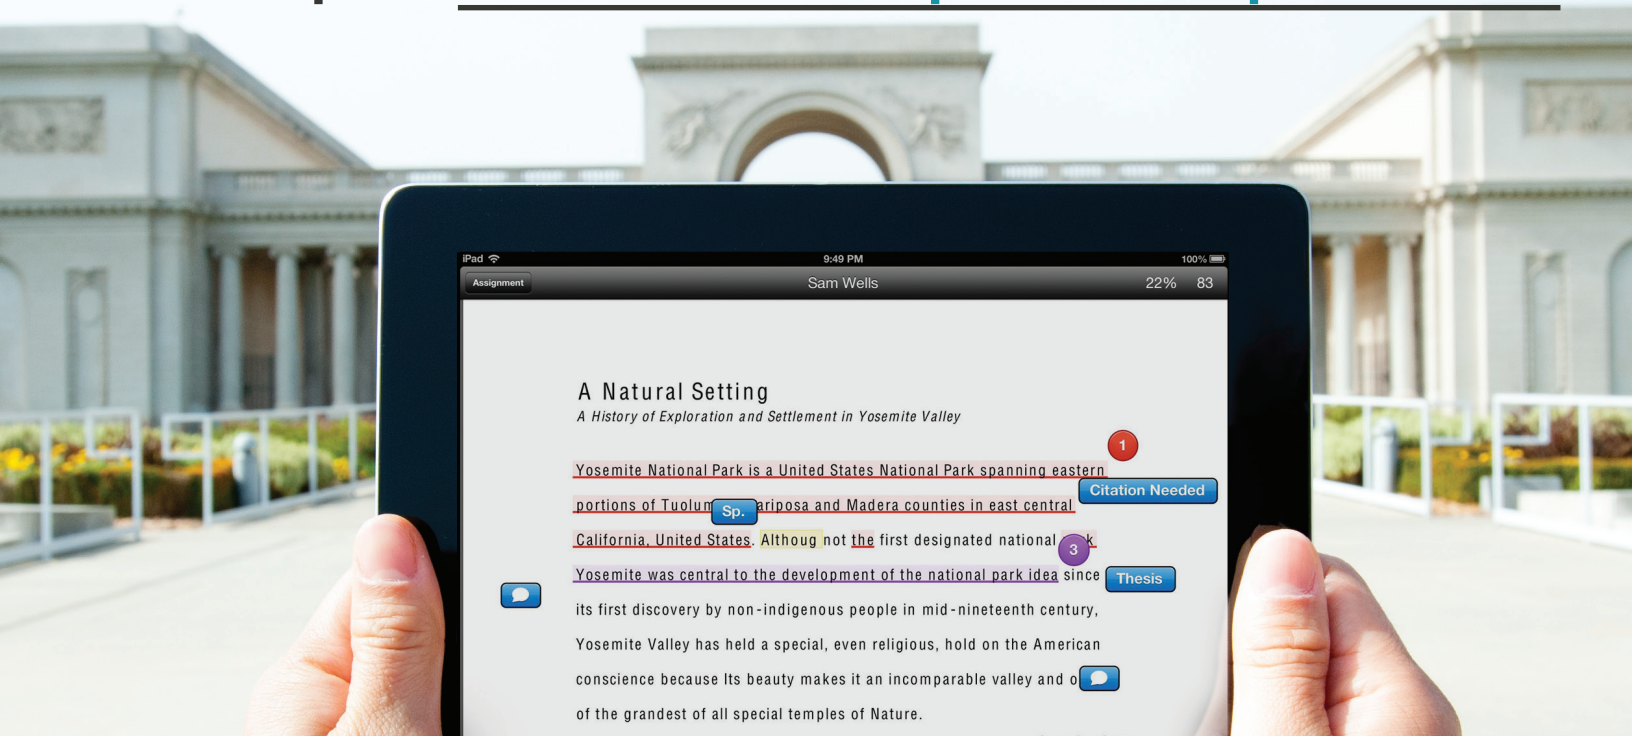 iPad
9:49 PM
100%
Assignment
Sam Wells
22% 83
A Natural Setting
A History of Exploration and Settlement in Yosemite Valley
1
Yosemite National Park is a United States National Park spanning eastern
Citation Needed
portions of Tuolum Sp. ariposa and Madera counties in east central
California, United States. Althoug not the first designated national k
3
Yosemite was central to the development of the national park idea since
Thesis
its first discovery by non-indigenous people in mid-nineteenth century,
Yosemite Valley has held a special, even religious, hold on the American
conscience because Its beauty makes it an incomparable valley and o
of the grandest of all special temples of Nature.